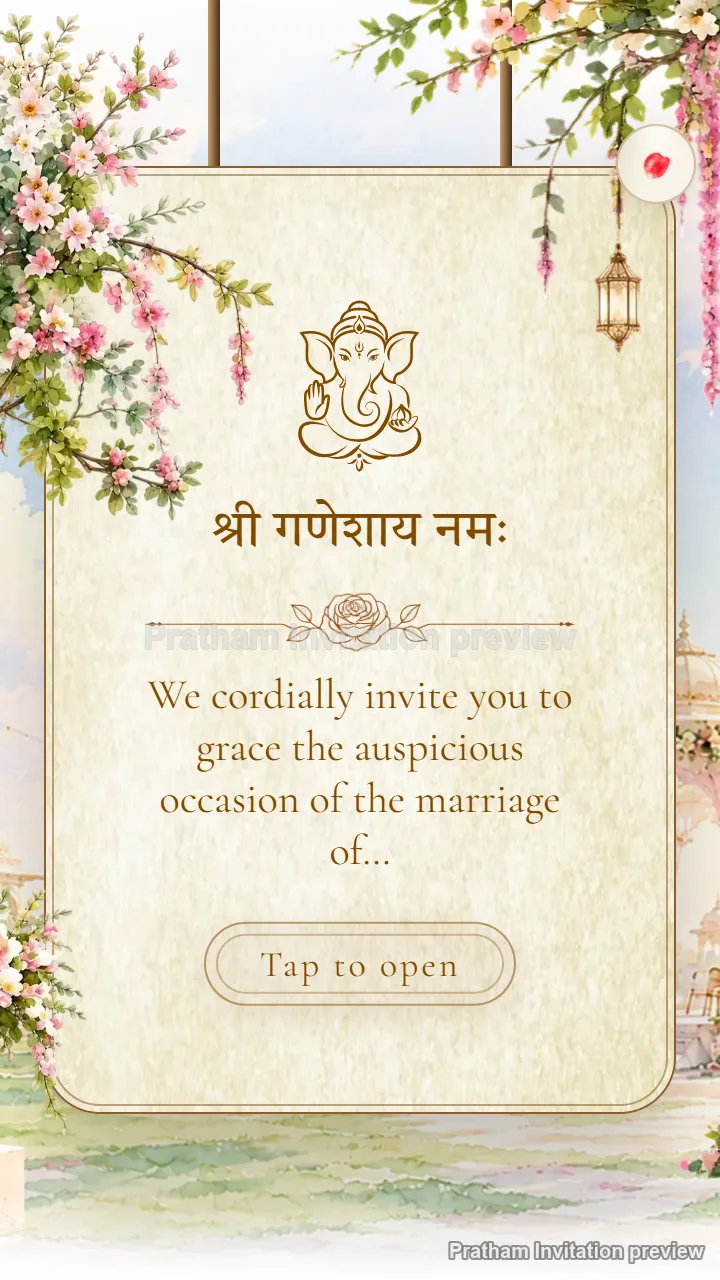 श्री गणेशाय नमः
Pratham Invitation preview
We cordially invite you to
grace the auspicious
occasion of the marriage
of...
Tap to open
Pratham Invitation preview